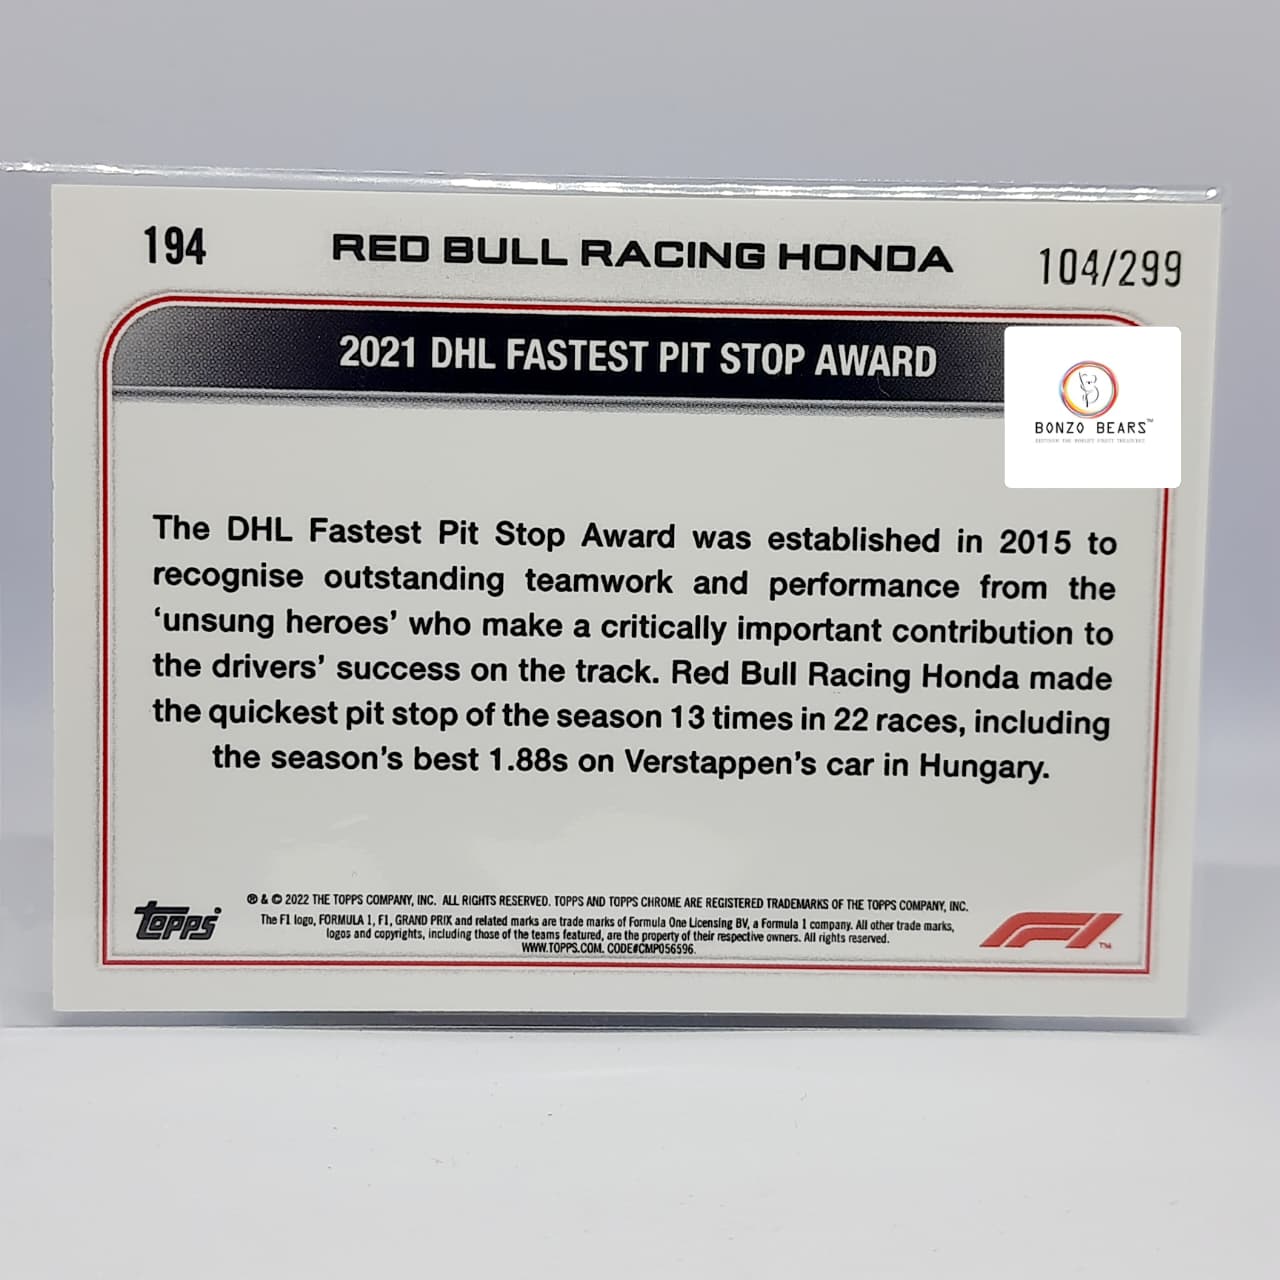 194 RED BULL RACING HONDA 104/299
2021 DHL FASTEST PIT STOP AWARD
BONZO BEARS™
The DHL Fastest Pit Stop Award was established in 2015 to
recognise outstanding teamwork and performance from the
‘unsung heroes’ who make a critically important contribution to
the drivers’ success on the track. Red Bull Racing Honda made
the quickest pit stop of the season 13 times in 22 races, including
the season’s best 1.88s on Verstappen’s car in Hungary.
Topps
® & © 2022 THE TOPPS COMPANY, INC. ALL RIGHTS RESERVED. TOPPS AND TOPPS CHROME ARE REGISTERED TRADEMARKS OF THE TOPPS COMPANY, INC.
The F1 logo, FORMULA 1, F1, GRAND PRIX and related marks are trade marks of Formula One Licensing BV, a Formula 1 company. All other trade marks,
logos and copyrights, including those of the teams featured, are the property of their respective owners. All rights reserved.
WWW.TOPPS.COM. CODE#CMP056596.
F1™